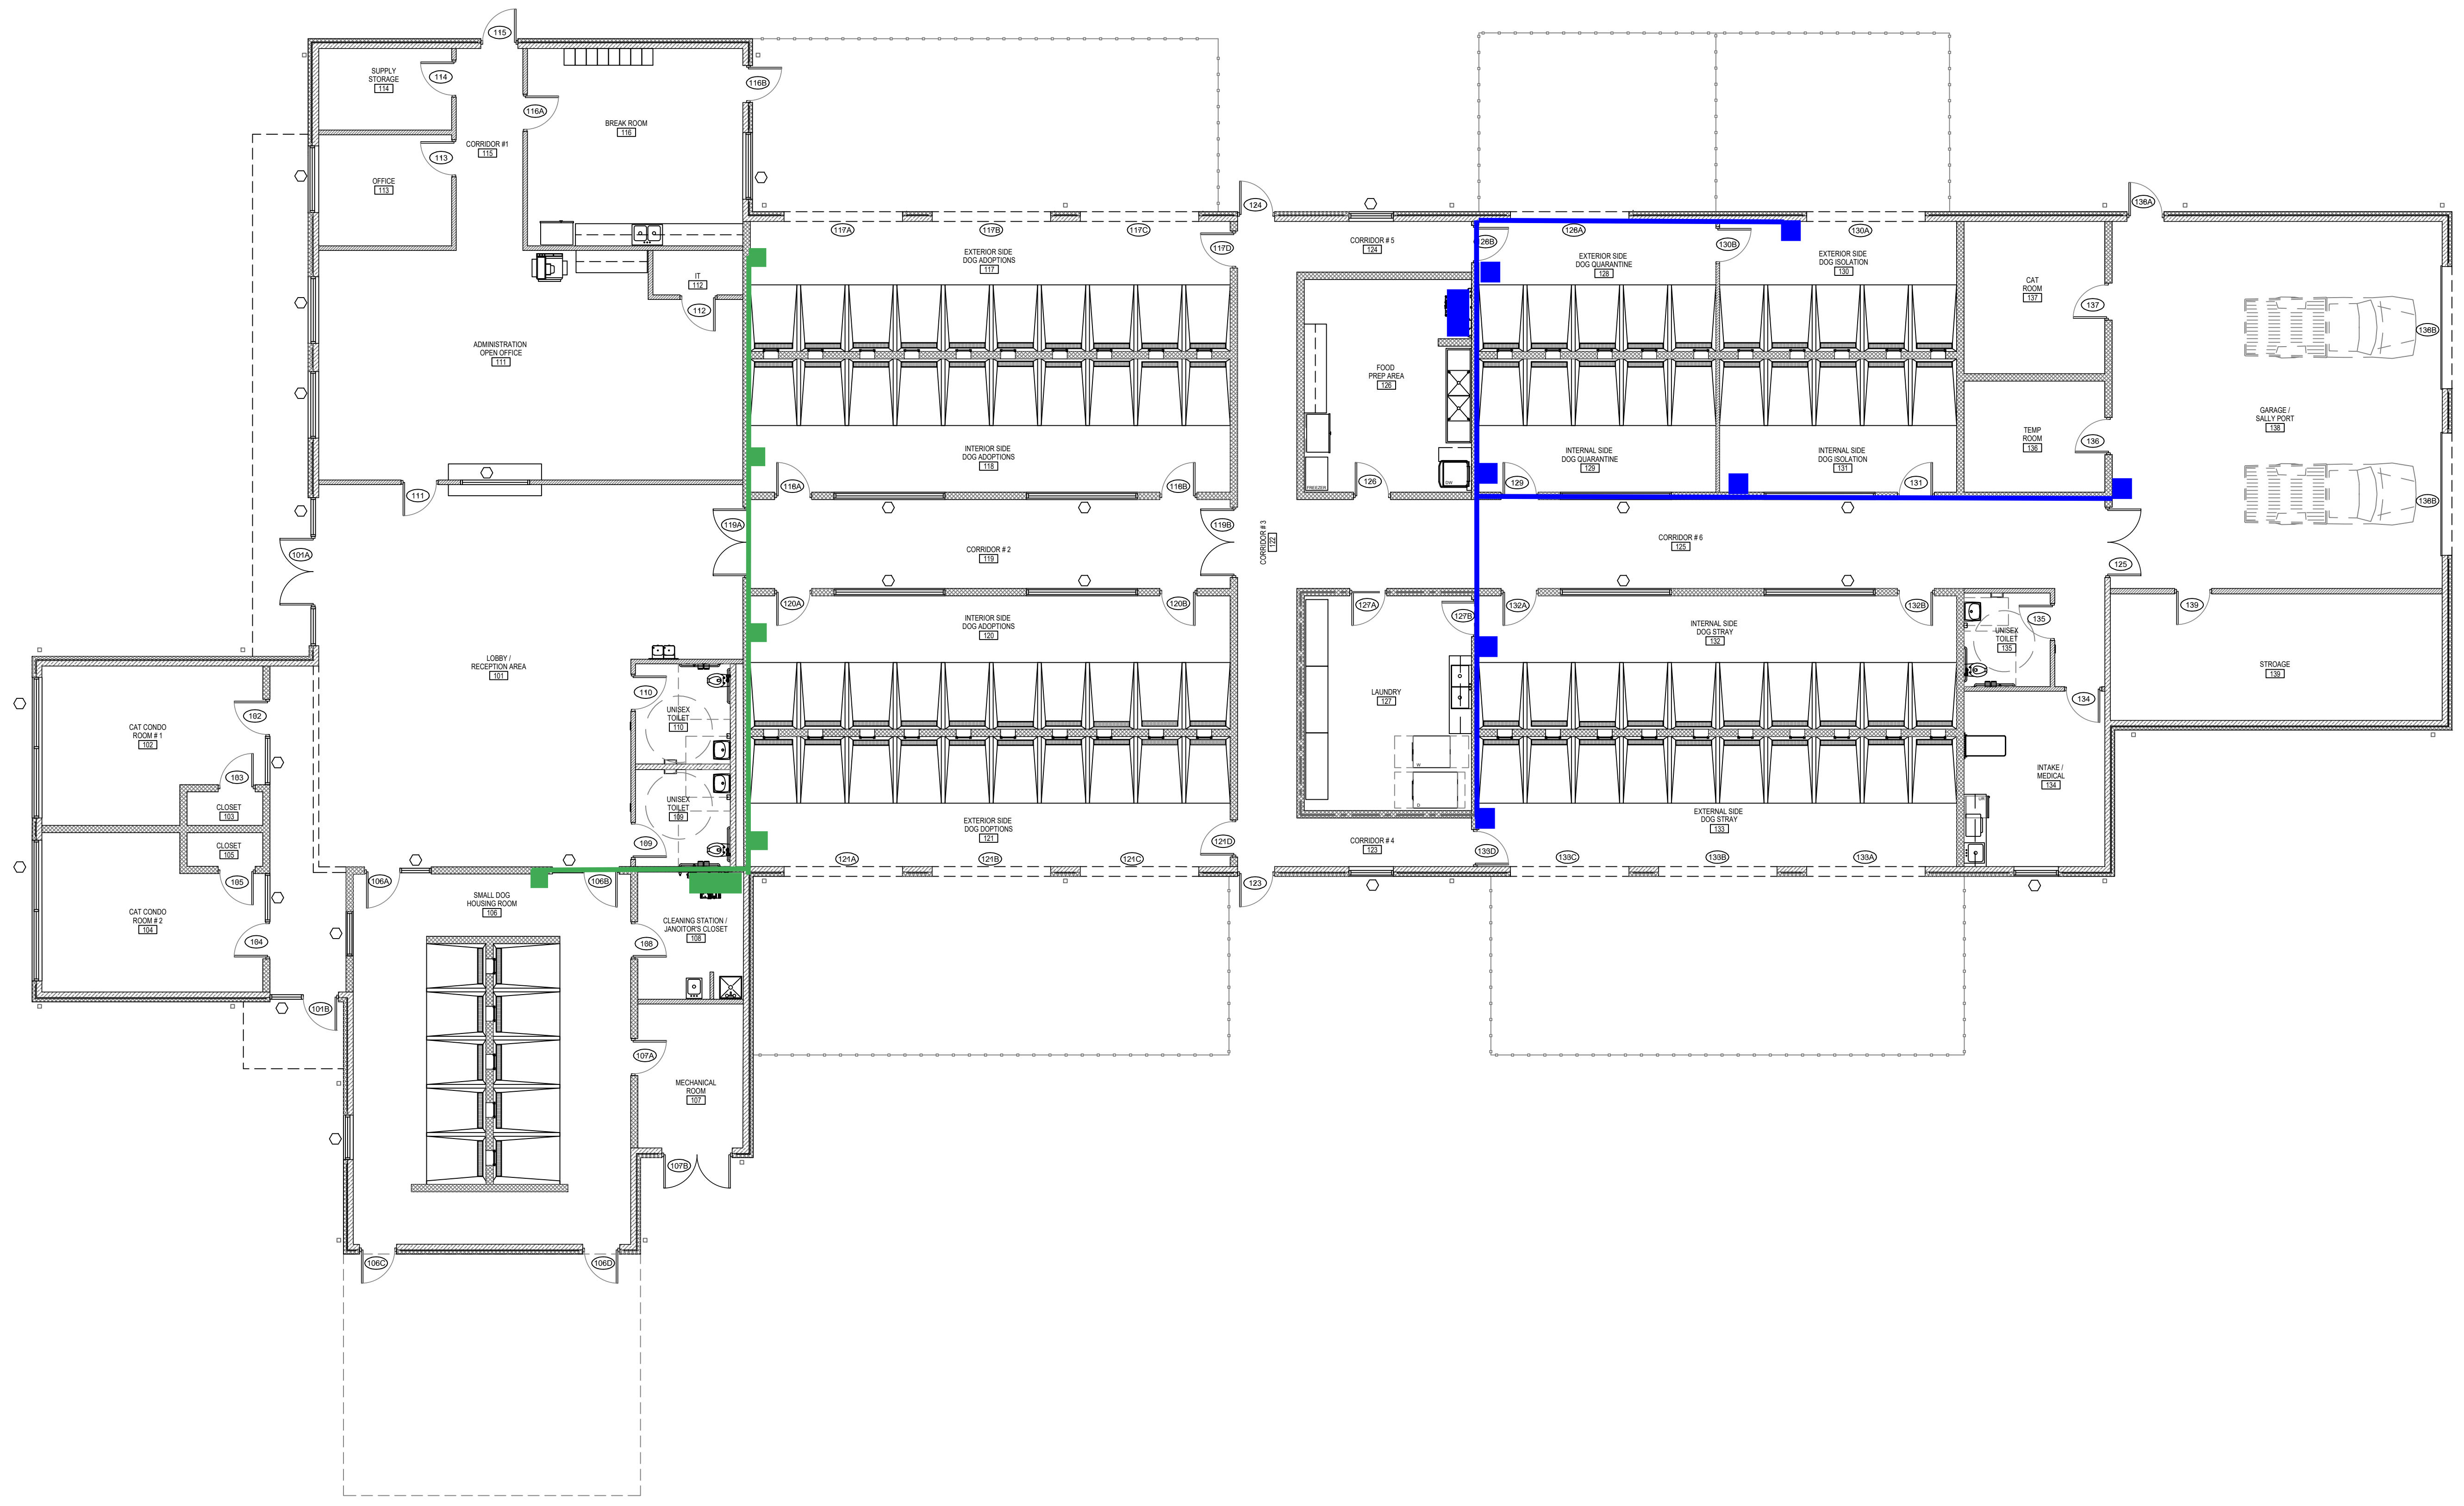 115
SUPPLY
STORAGE
114
114
116B
116A
BREAK ROOM
116
CORRIDOR #1
115
113
OFFICE
113
124
136A
117A
117B
117C
117D
CORRIDOR # 5
124
126B
126A
130B
130A
EXTERIOR SIDE
DOG ADOPTIONS
117
EXTERIOR SIDE
DOG QUARANTINE
128
EXTERIOR SIDE
DOG ISOLATION
130
IT
112
112
CAT
ROOM
137
137
136B
ADMINISTRATION
OPEN OFFICE
111
FOOD
PREP AREA
126
GARAGE /
SALLY PORT
138
TEMP
ROOM
136
136
INTERIOR SIDE
DOG ADOPTIONS
118
INTERNAL SIDE
DOG QUARANTINE
129
INTERNAL SIDE
DOG ISOLATION
131
116A
116B
126
FREEZER
DW
129
131
111
136B
119A
119B
101A
CORRIDOR # 2
119
CORRIDOR # 3
122
CORRIDOR # 6
125
125
120A
120B
127A
127B
132A
132B
139
135
INTERIOR SIDE
DOG ADOPTIONS
120
INTERNAL SIDE
DOG STRAY
132
UNISEX
TOILET
135
LOBBY /
RECEPTION AREA
101
STROAGE
139
110
LAUNDRY
127
134
UNISEX
TOILET
110
102
CAT CONDO
ROOM # 1
102
W
D
103
CLOSET
103
UNISEX
TOILET
109
INTAKE /
MEDICAL
134
EXTERIOR SIDE
DOG DOPTIONS
121
EXTERNAL SIDE
DOG STRAY
133
CLOSET
105
109
121D
CORRIDOR # 4
123
133D
121A
121B
121C
133C
133B
133A
105
106A
106B
123
SMALL DOG
HOUSING ROOM
106
CAT CONDO
ROOM # 2
104
104
CLEANING STATION /
JANOITOR'S CLOSET
108
108
101B
107A
MECHANICAL
ROOM
107
107B
106C
106D